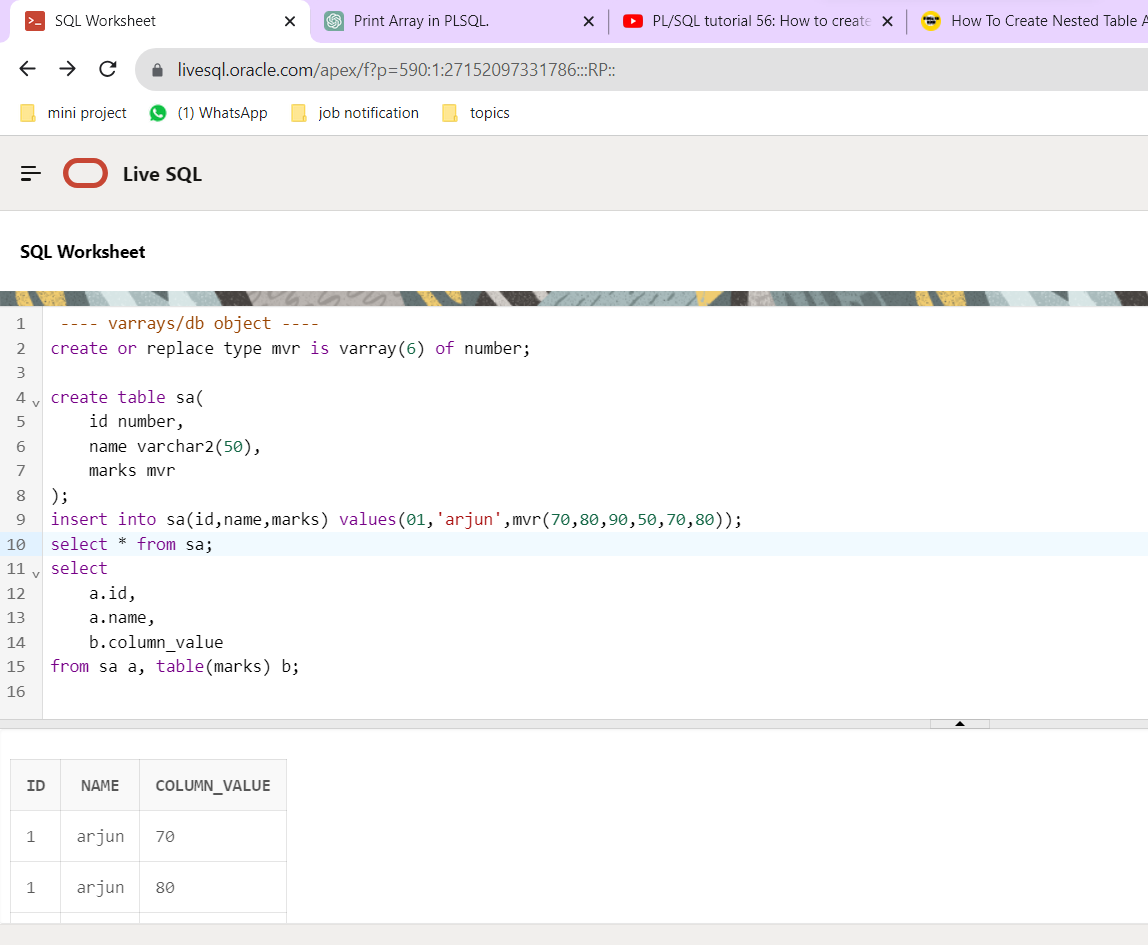 SQL Worksheet
Print Array in PLSQL.
PL/SQL tutorial 56: How to create
How To Create Nested Table A
livesql.oracle.com/apex/f?p=590:1:27152097331786:::RP::
mini project
(1) WhatsApp
job notification
topics
Live SQL
SQL Worksheet
1 ---- varrays/db object ----
2 create or replace type mvr is varray(6) of number;
3
4 create table sa(
5 id number,
6 name varchar2(50),
7 marks mvr
8 );
9 insert into sa(id,name,marks) values(01,'arjun',mvr(70,80,90,50,70,80));
10 select * from sa;
11 select
12 a.id,
13 a.name,
14 b.column_value
15 from sa a, table(marks) b;
16
ID NAME COLUMN_VALUE
1 arjun 70
1 arjun 80